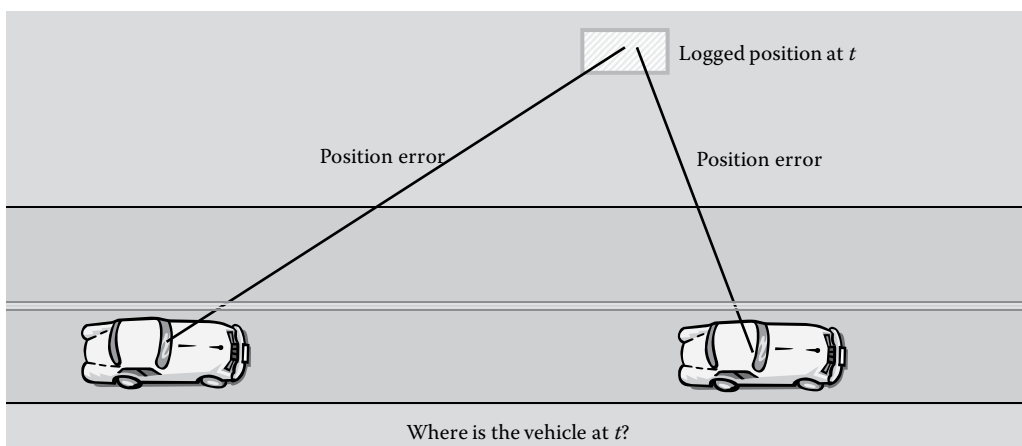 Logged position at t
Position error
Position error
Where is the vehicle at t?